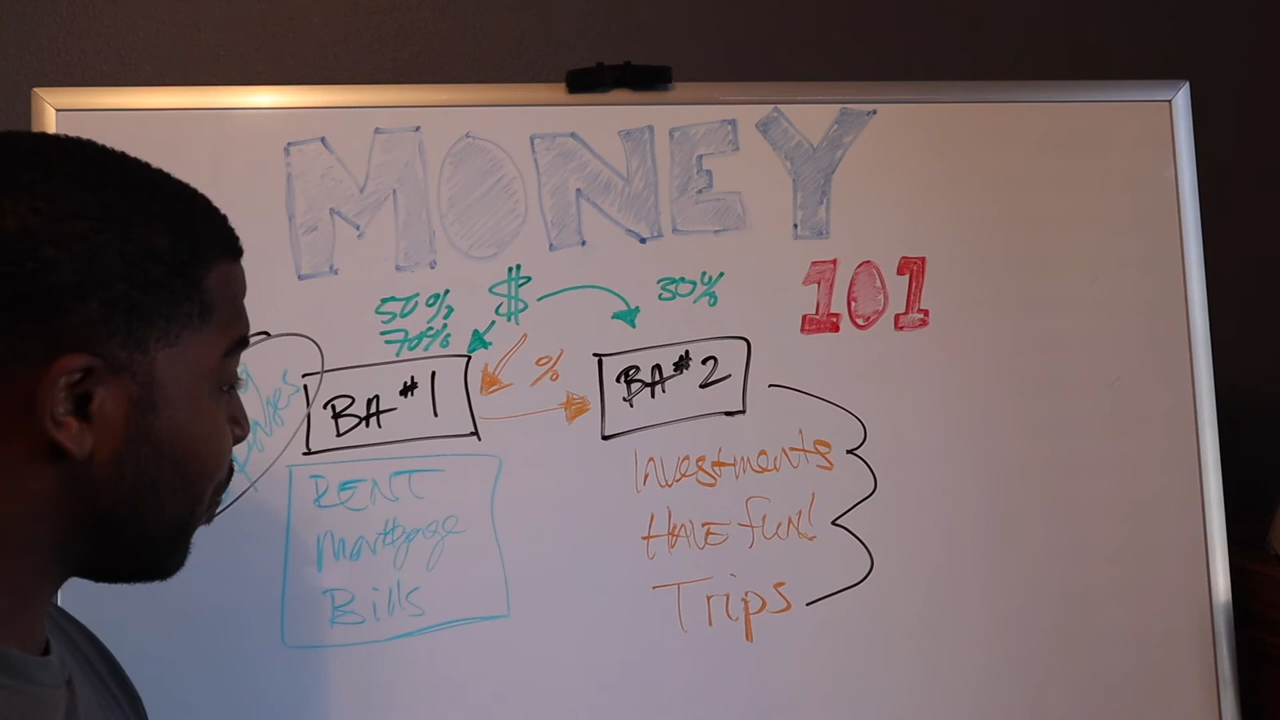 MONEY
101
50%
70%
$
30%
%
BA #1
BA #2
RENT
Mortgage
Bills
Investments
HAVE fun!
Trips